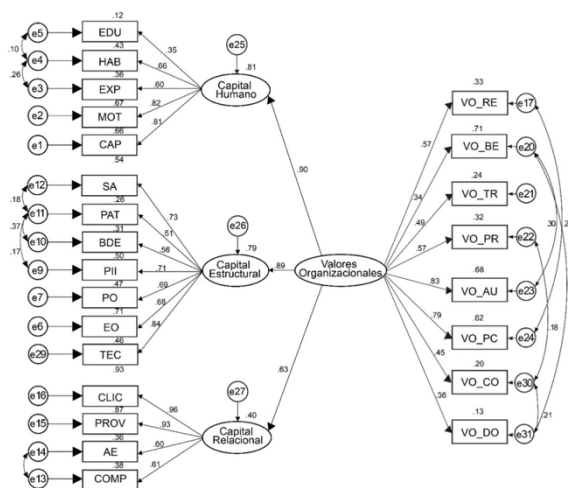 .12
e5
EDU
.10
.43
.35
e4
HAB
.66
.26
.36
e3
EXP
.60
.67
e2
MOT
.82
.66
e1
CAP
.81
.54
e25
.81
Capital
Humano
.90
e12
SA
.73
.18
.26
e11
PAT
.51
.37
.31
e10
BDE
.56
.17
.50
e9
PII
.71
.47
e7
PO
.69
.71
e6
EO
.68
.46
e29
TEC
.84
.93
e26
.79
Capital
Estructural
.89
Valores
Organizacionales
.63
e16
CLIC
.96
.87
e15
PROV
.93
.36
e14
AE
.60
.38
e13
COMP
.61
e27
.40
Capital
Relacional
.33
VO_RE
e17
.57
.71
VO_BE
e20
.34
.24
VO_TR
e21
.49
.32
VO_PR
e22
.57
.30
.68
VO_AU
e23
.83
.62
VO_PC
e24
.79
.18
.20
VO_CO
e30
.45
.13
VO_DO
e31
.36
.21